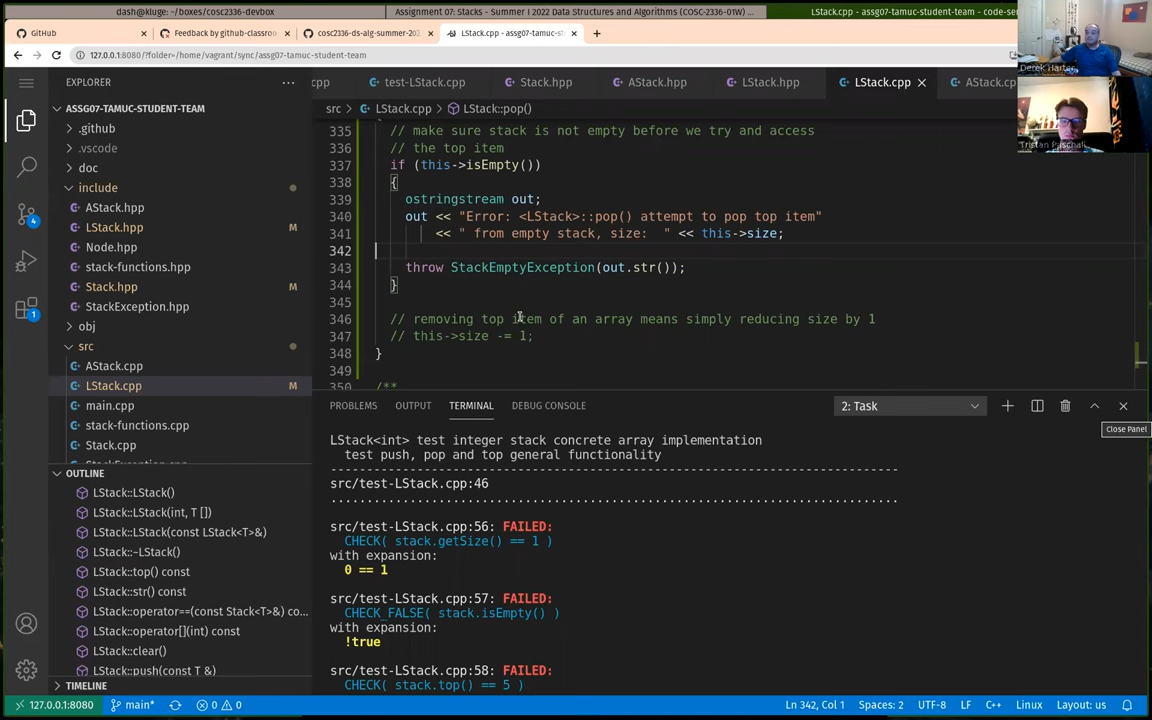 dash@kluge: ~/boxes/cosc2336-devbox
Assignment 07: Stacks - Summer I 2022 Data Structures and Algorithms (COSC-2336-01W)
LStack.cpp - assg07-tamuc-student-team - code-ser
GitHub
Feedback by github-classroo
cosc2336-ds-alg-summer-202
LStack.cpp - assg07-tamuc-s
127.0.0.1:8080/?folder=/home/vagrant/sync/assg07-tamuc-student-team
Derek Harter
Tristan Paschall
EXPLORER
ASSG07-TAMUC-STUDENT-TEAM
.github
.vscode
doc
include
AStack.hpp
LStack.hpp M
Node.hpp
stack-functions.hpp
Stack.hpp M
StackException.hpp
obj
src
AStack.cpp
LStack.cpp M
main.cpp
stack-functions.cpp
Stack.cpp
StackException.cpp
OUTLINE
LStack::LStack()
LStack::LStack(int, T [])
LStack::LStack(const LStack<T>&)
LStack::~LStack()
LStack::top() const
LStack::str() const
LStack::operator==(const Stack<T>&) co...
LStack::operator[](int) const
LStack::clear()
LStack::push(const T &)
TIMELINE
cpp
test-LStack.cpp
Stack.hpp
AStack.hpp
LStack.hpp
LStack.cpp
AStack.cp
src > LStack.cpp > LStack::pop()
335 // make sure stack is not empty before we try and access
336 // the top item
337 if (this->isEmpty())
338 {
339 ostringstream out;
340 out << "Error: <LStack>::pop() attempt to pop top item"
341 << " from empty stack, size:  " << this->size;
342
343 throw StackEmptyException(out.str());
344 }
345
346 // removing top item of an array means simply reducing size by 1
347 // this->size -= 1;
348 }
349
350 /**
PROBLEMS OUTPUT TERMINAL DEBUG CONSOLE
2: Task
Close Panel
LStack<int> test integer stack concrete array implementation
test push, pop and top general functionality
-------------------------------------------------------------------------------
src/test-LStack.cpp:46
...............................................................................
src/test-LStack.cpp:56: FAILED:
CHECK( stack.getSize() == 1 )
with expansion:
0 == 1
src/test-LStack.cpp:57: FAILED:
CHECK_FALSE( stack.isEmpty() )
with expansion:
!true
src/test-LStack.cpp:58: FAILED:
CHECK( stack.top() == 5 )
4
1
127.0.0.1:8080
main*
0
0
Ln 342, Col 1
Spaces: 2
UTF-8
LF
C++
Linux
Layout: us